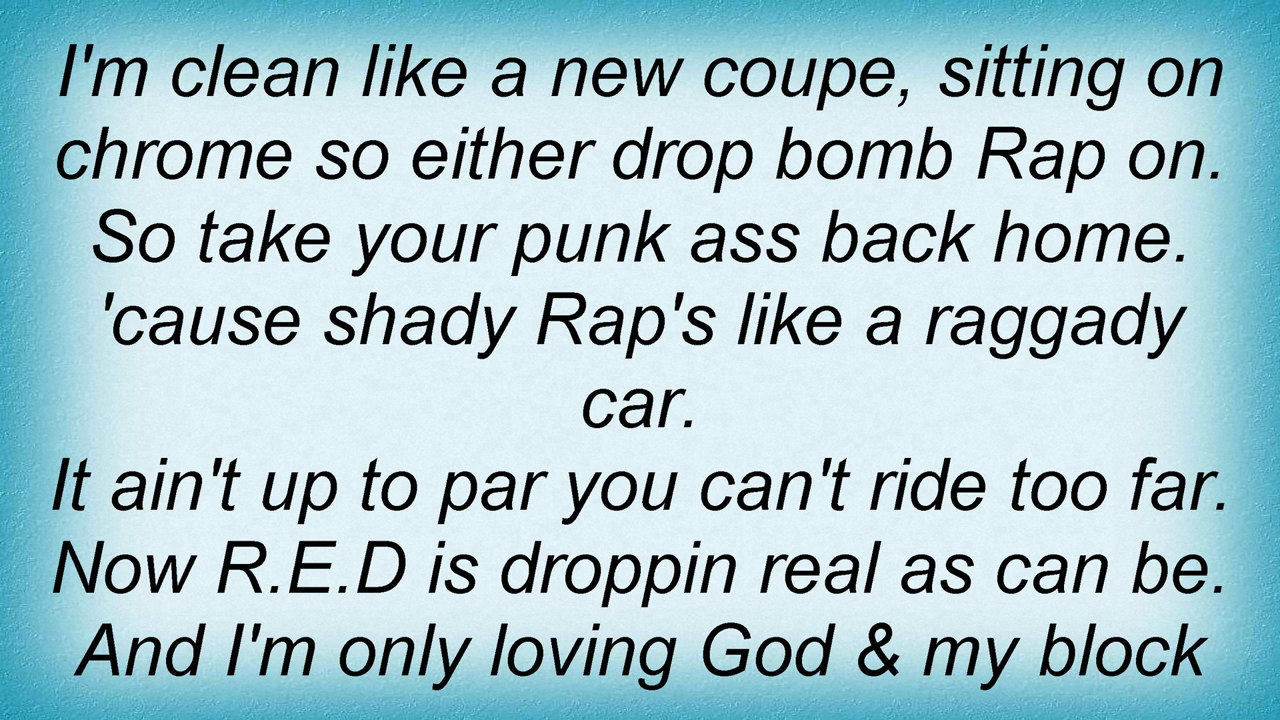 I'm clean like a new coupe, sitting on
chrome so either drop bomb Rap on.
So take your punk ass back home.
'cause shady Rap's like a raggady
car.
It ain't up to par you can't ride too far.
Now R.E.D is droppin real as can be.
And I'm only loving God & my block